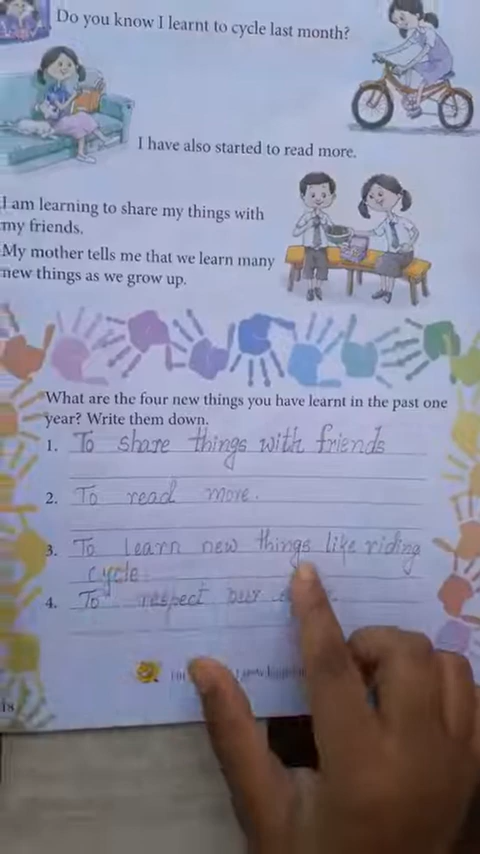 Do you know I learnt to cycle last month?
I have also started to read more.
I am learning to share my things with
my friends.
My mother tells me that we learn many
new things as we grow up.
What are the four new things you have learnt in the past one
year? Write them down.
1. To share things with friends
2. To read more.
3. To learn new things like riding
cycle
4. To respect our
18